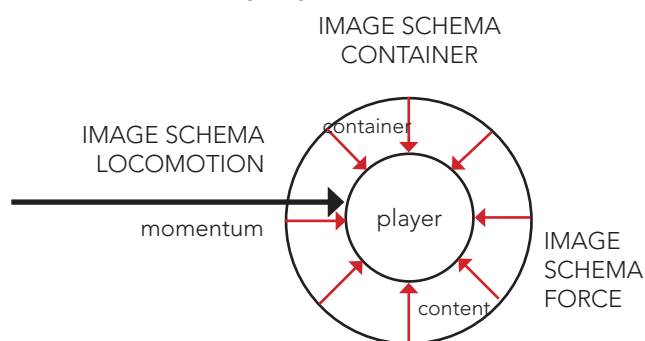 IMAGE SCHEMA
CONTAINER
container
IMAGE SCHEMA
LOCOMOTION
momentum
player
IMAGE
SCHEMA
FORCE
content